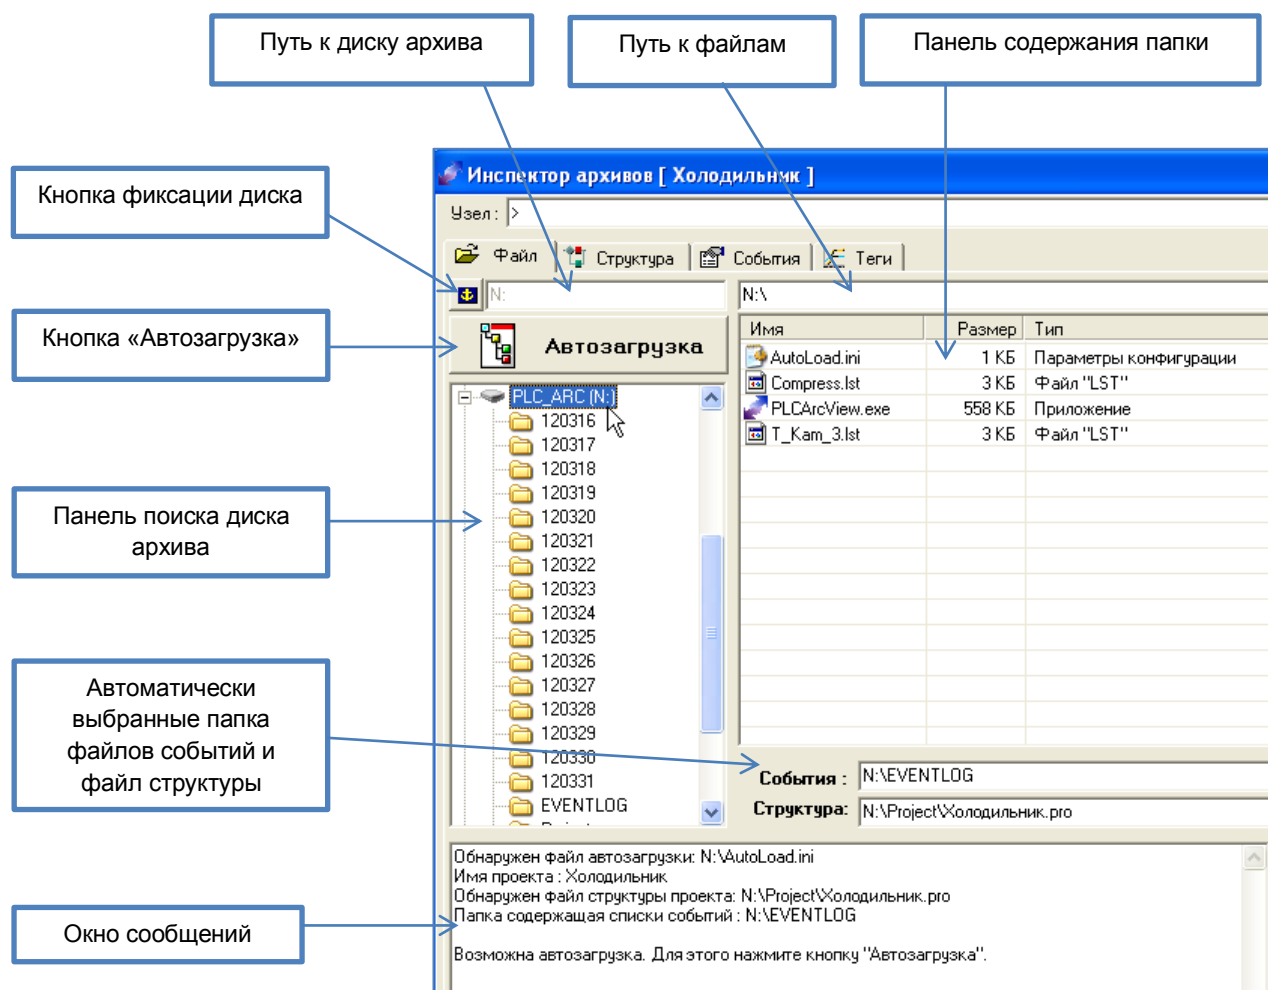 Путь к диску архива
Путь к файлам
Панель содержания папки
Кнопка фиксации диска
Кнопка «Автозагрузка»
Панель поиска диска
архива
Автоматически
выбранные папка
файлов событий и
файл структуры
Окно сообщений
Инспектор архивов [ Холодильник ]
Узел : >
Файл Структура События Теги
N: N:\
Автозагрузка
Имя Размер Тип
AutoLoad.ini 1 КБ Параметры конфигурации
Compress.lst 3 КБ Файл "LST"
PLCArcView.exe 558 КБ Приложение
T_Kam_3.lst 3 КБ Файл "LST"
PLC_ARC (N:)
120316
120317
120318
120319
120320
120321
120322
120323
120324
120325
120326
120327
120328
120329
120330
120331
EVENTLOG
События : N:\EVENTLOG
Структура: N:\Project\Холодильник.pro
Обнаружен файл автозагрузки: N:\AutoLoad.ini
Имя проекта : Холодильник
Обнаружен файл структуры проекта: N:\Project\Холодильник.pro
Папка содержащая списки событий : N:\EVENTLOG
Возможна автозагрузка. Для этого нажмите кнопку "Автозагрузка".